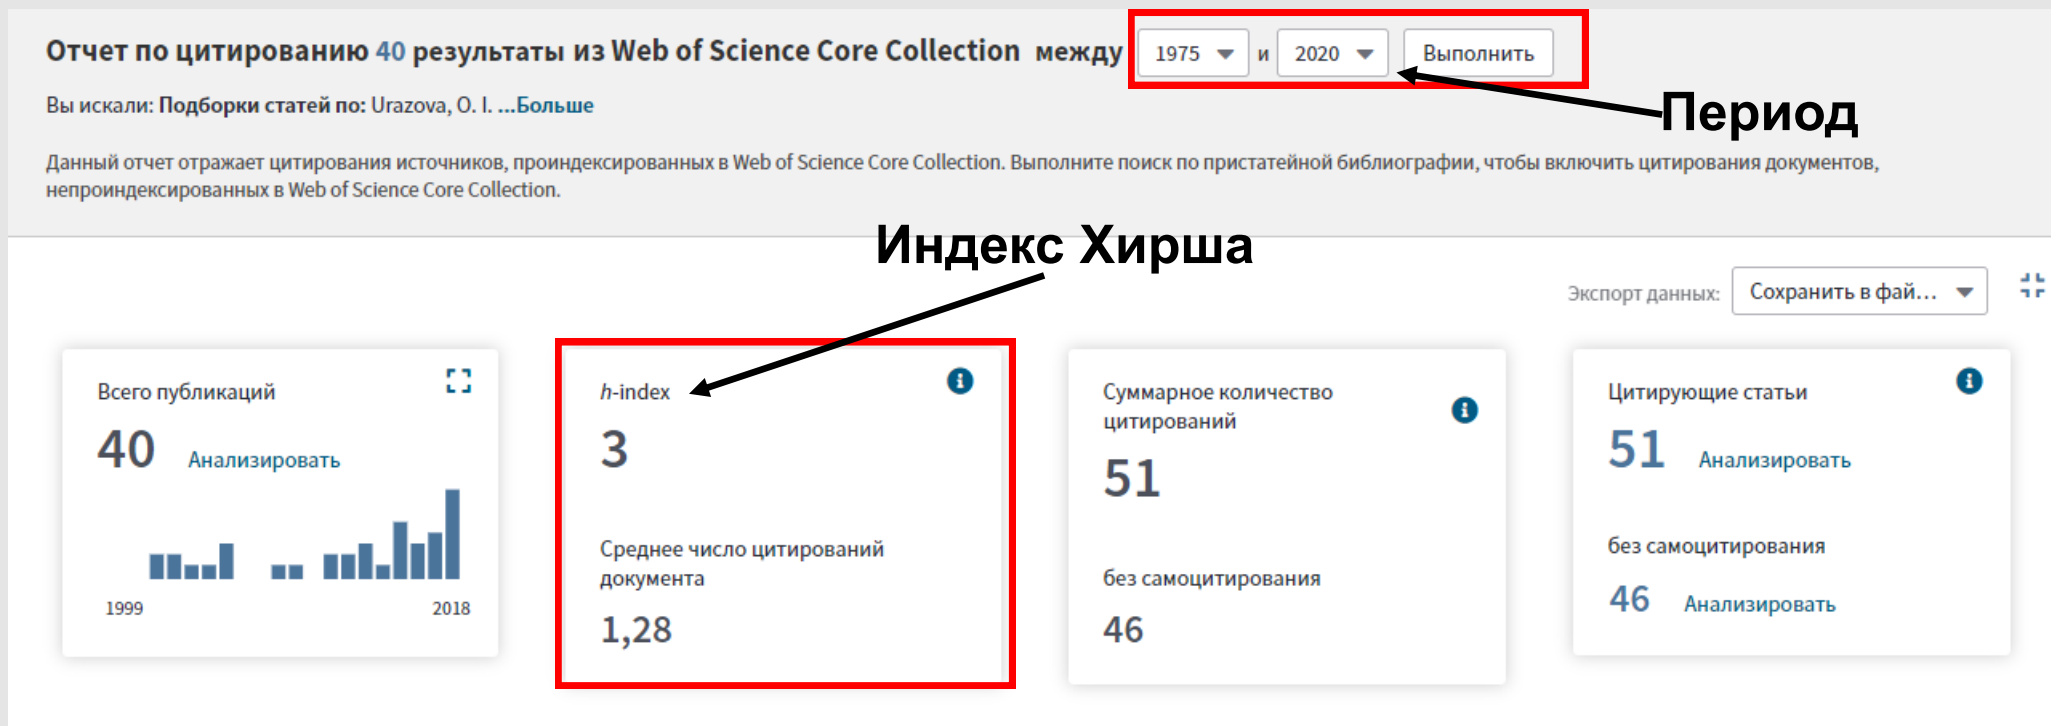 Отчет по цитированию 40 результаты из Web of Science Core Collection между 1975 и 2020 Выполнить
Период
Вы искали: Подборки статей по: Urazova, O. I. ...Больше
Данный отчет отражает цитирования источников, проиндексированных в Web of Science Core Collection. Выполните поиск по пристатейной библиографии, чтобы включить цитирования документов,
непроиндексированных в Web of Science Core Collection.
Индекс Хирша
Экспорт данных: Сохранить в фай...
Всего публикаций
40 Анализировать
1999 2018
h-index
3
Среднее число цитирований
документа
1,28
Суммарное количество
цитирований
51
без самоцитирования
46
Цитирующие статьи
51 Анализировать
без самоцитирования
46 Анализировать